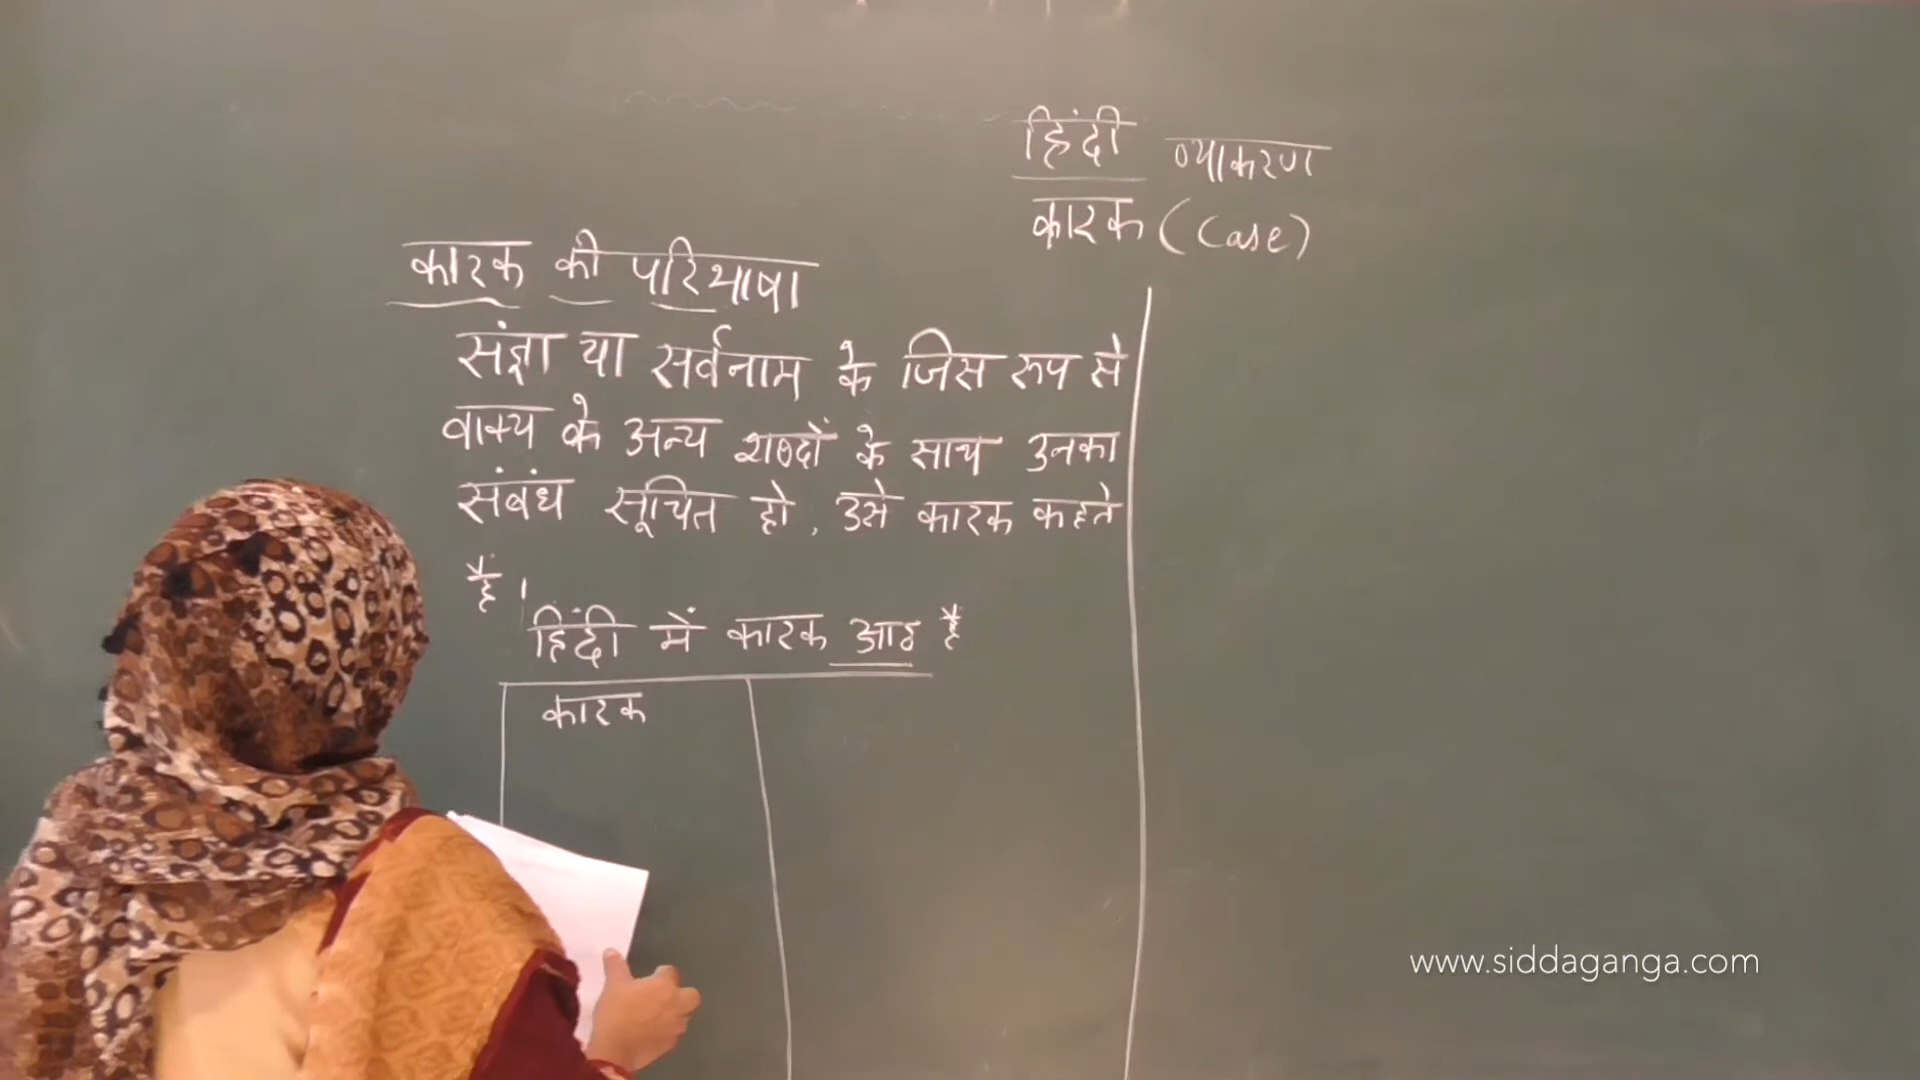 हिंदी व्याकरण
कारक (Case)
कारक की परिभाषा
संज्ञा या सर्वनाम के जिस रूप से
वाक्य के अन्य शब्दों के साथ उनका
संबंध सूचित हो, उसे कारक कहते
हैं।
हिंदी में कारक आठ हैं
कारक
www.siddaganga.com